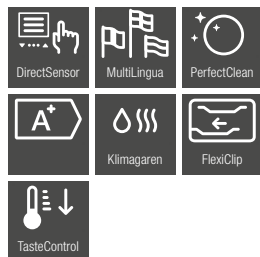 DirectSensor
MultiLingua
PerfectClean
A+
Klimagaren
FlexiClip
TasteControl